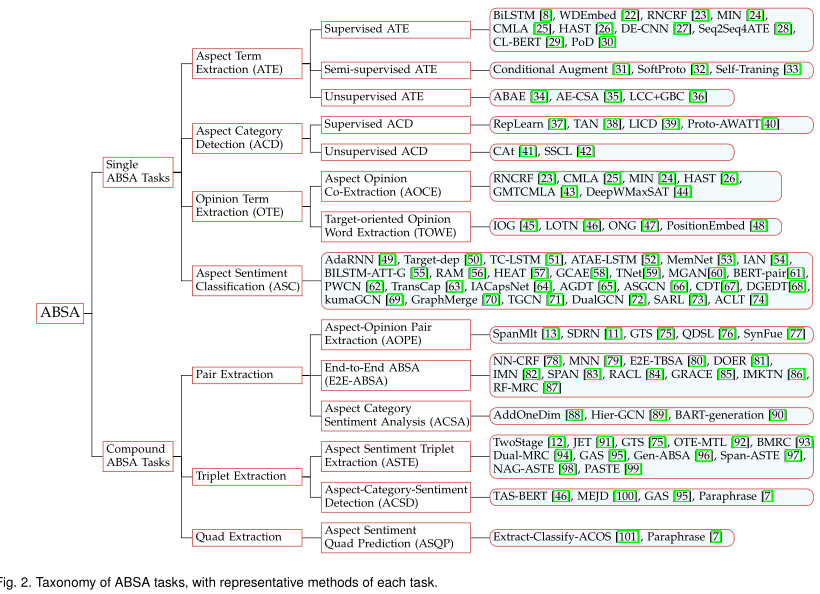 ABSA
Single
ABSA Tasks
Aspect Term
Extraction (ATE)
Supervised ATE
BiLSTM [8], WDEmbed [22], RNCRF [23], MIN [24],
CMLA [25], HAST [26], DE-CNN [27], Seq2Seq4ATE [28],
CL-BERT [29], PoD [30]
Semi-supervised ATE
Conditional Augment [31], SoftProto [32], Self-Traning [33]
Unsupervised ATE
ABAE [34], AE-CSA [35], LCC+GBC [36]
Aspect Category
Detection (ACD)
Supervised ACD
RepLearn [37], TAN [38], LICD [39], Proto-AWATT[40]
Unsupervised ACD
CAt [41], SSCL [42]
Opinion Term
Extraction (OTE)
Aspect Opinion
Co-Extraction (AOCE)
RNCRF [23], CMLA [25], MIN [24], HAST [26],
GMTCMLA [43], DeepWMaxSAT [44]
Target-oriented Opinion
Word Extraction (TOWE)
IOG [45], LOTN [46], ONG [47], PositionEmbed [48]
Aspect Sentiment
Classification (ASC)
AdaRNN [49], Target-dep [50], TC-LSTM [51], ATAE-LSTM [52], MemNet [53], IAN [54],
BILSTM-ATT-G [55], RAM [56], HEAT [57], GCAE[58], TNet[59], MGAN[60], BERT-pair[61],
PWCN [62], TransCap [63], IACapsNet [64], AGDT [65], ASGCN [66], CDT[67], DGEDT[68],
kumaGCN [69], GraphMerge [70], TGCN [71], DualGCN [72], SARL [73], ACLT [74]
Compound
ABSA Tasks
Pair Extraction
Aspect-Opinion Pair
Extraction (AOPE)
SpanMlt [13], SDRN [11], GTS [75], QDSL [76], SynFue [77]
End-to-End ABSA
(E2E-ABSA)
NN-CRF [78], MNN [79], E2E-TBSA [80], DOER [81],
IMN [82], SPAN [83], RACL [84], GRACE [85], IMKTN [86],
RF-MRC [87]
Aspect Category
Sentiment Analysis (ACSA)
AddOneDim [88], Hier-GCN [89], BART-generation [90]
Triplet Extraction
Aspect Sentiment Triplet
Extraction (ASTE)
TwoStage [12], JET [91], GTS [75], OTE-MTL [92], BMRC [93]
Dual-MRC [94], GAS [95], Gen-ABSA [96], Span-ASTE [97],
NAG-ASTE [98], PASTE [99]
Aspect-Category-Sentiment
Detection (ACSD)
TAS-BERT [46], MEJD [100], GAS [95], Paraphrase [7]
Quad Extraction
Aspect Sentiment
Quad Prediction (ASQP)
Extract-Classify-ACOS [101], Paraphrase [7]
Fig. 2. Taxonomy of ABSA tasks, with representative methods of each task.